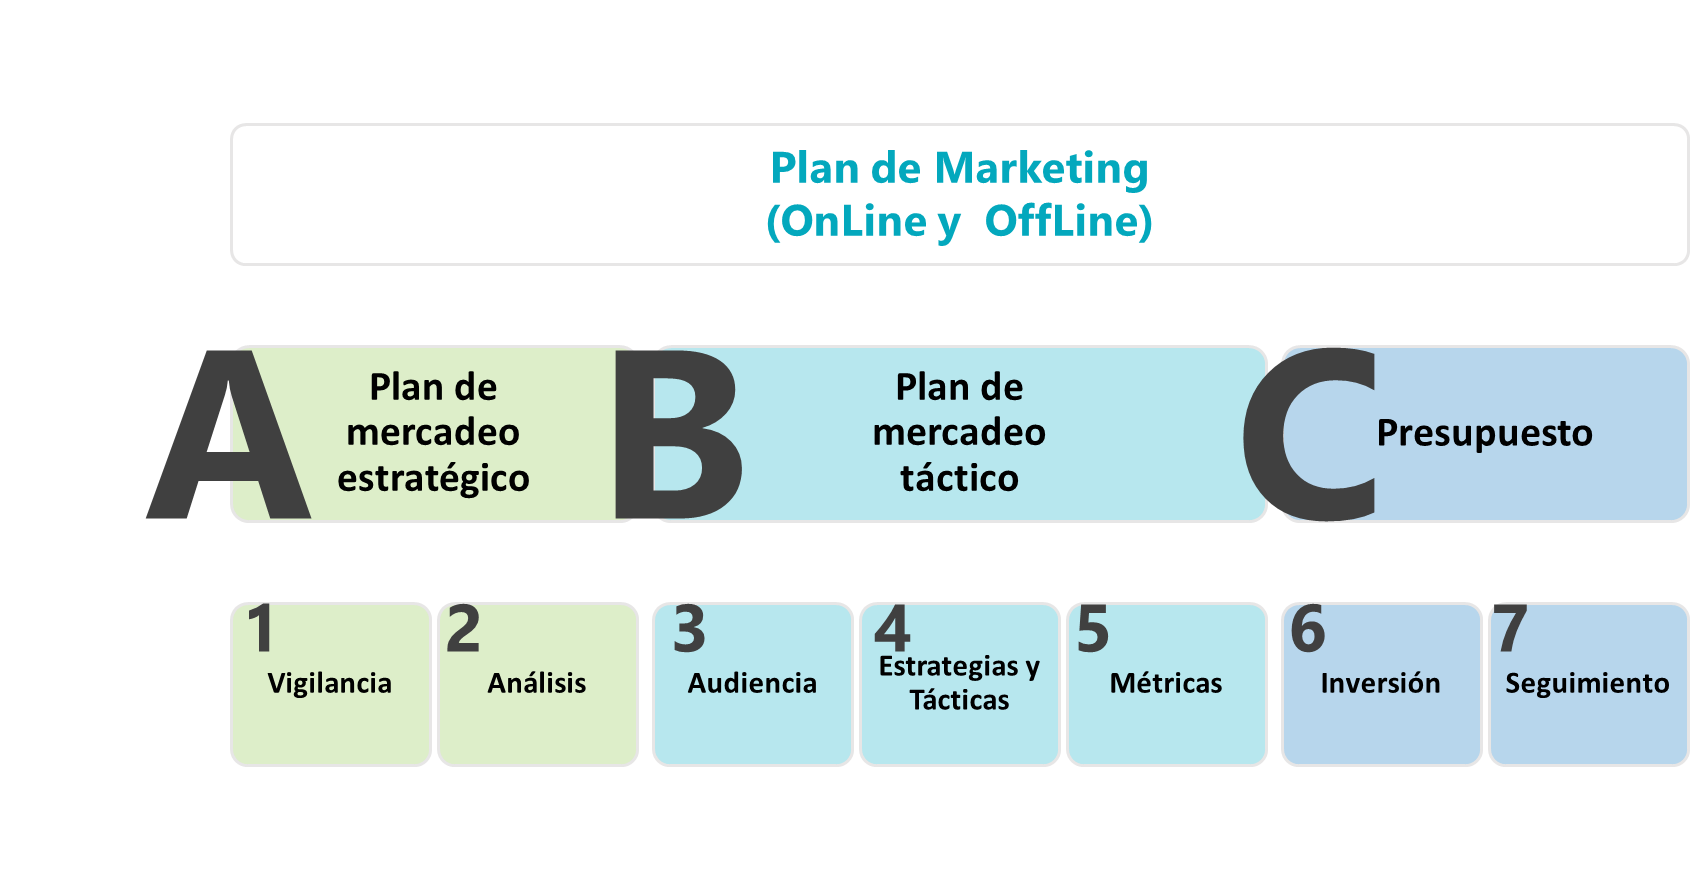 Plan de Marketing
(OnLine y  OffLine)
A
Plan de
mercadeo
estratégico
B
Plan de
mercadeo
táctico
C
Presupuesto
1
Vigilancia
2
Análisis
3
Audiencia
4
Estrategias y
Tácticas
5
Métricas
6
Inversión
7
Seguimiento